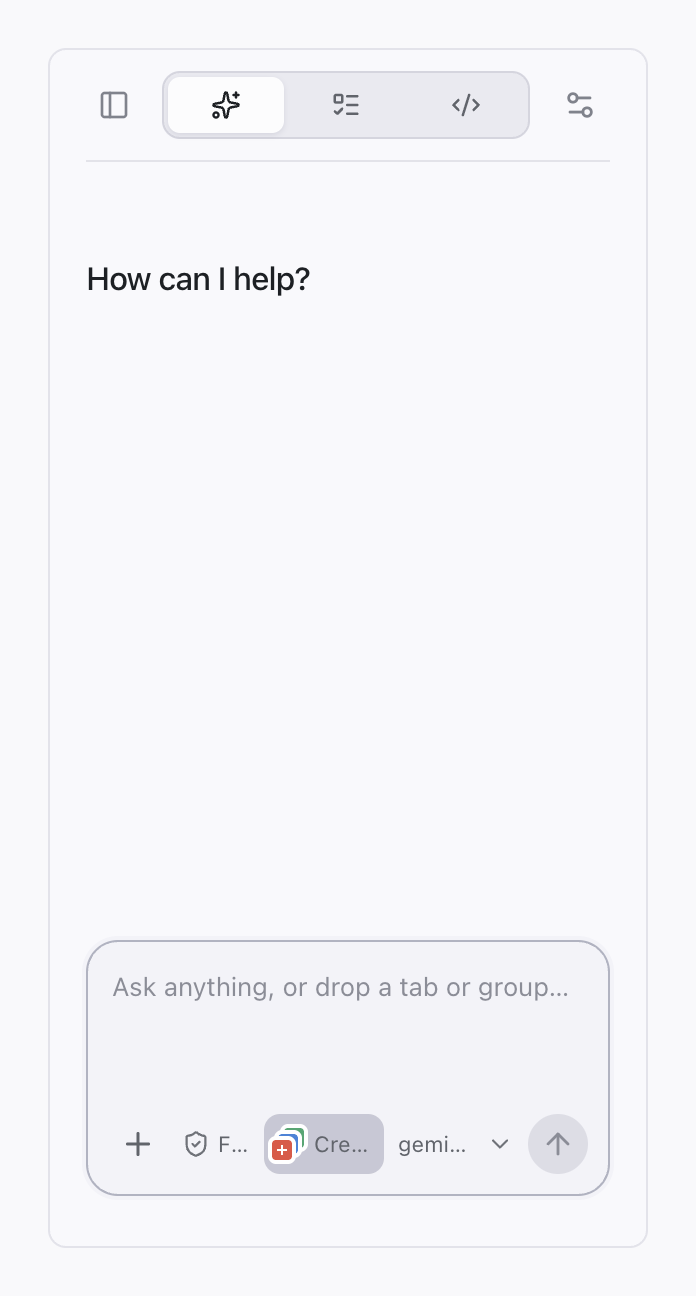 How can I help?
Ask anything, or drop a tab or group...
F... Cre... gemi...